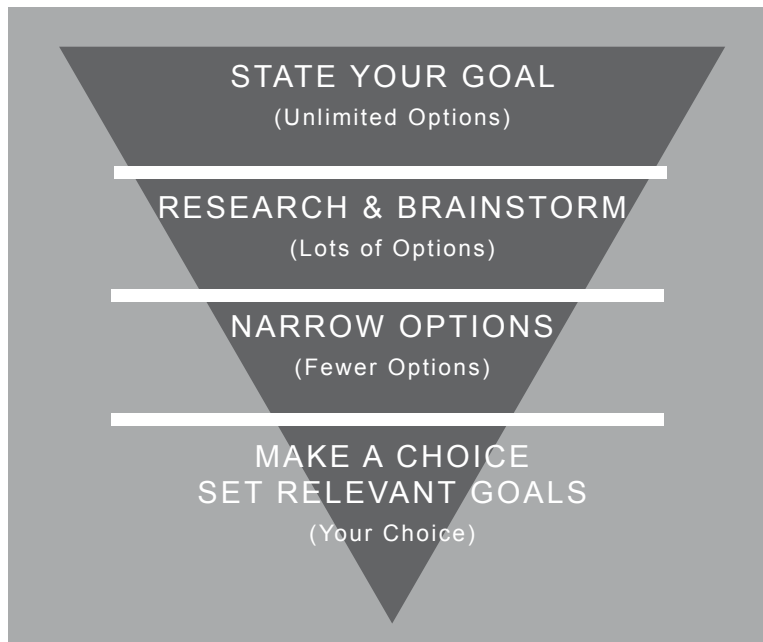 STATE YOUR GOAL
(Unlimited Options)
RESEARCH & BRAINSTORM
(Lots of Options)
NARROW OPTIONS
(Fewer Options)
MAKE A CHOICE
SET RELEVANT GOALS
(Your Choice)